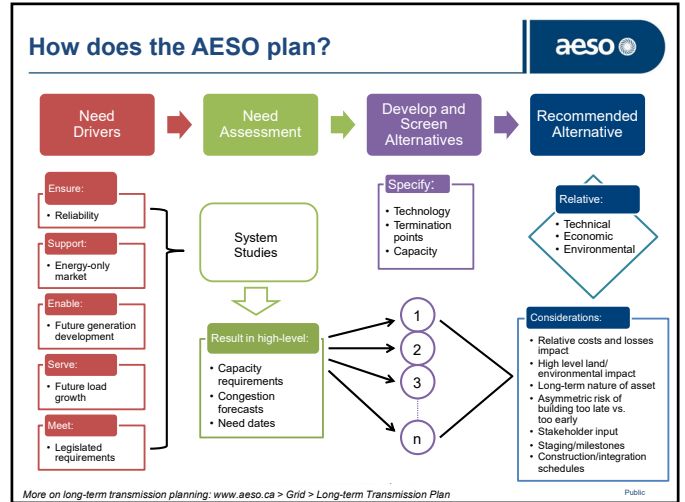 How does the AESO plan?
aeso
Need
Drivers
Need
Assessment
Develop and
Screen
Alternatives
Recommended
Alternative
Ensure:
• Reliability
Support:
• Energy-only
market
Enable:
• Future generation
development
Serve:
• Future load
growth
Meet:
• Legislated
requirements
System
Studies
Result in high-level:
• Capacity
requirements
• Congestion
forecasts
• Need dates
Specify:
• Technology
• Termination
points
• Capacity
1
2
3
n
Relative:
• Technical
• Economic
• Environmental
Considerations:
• Relative costs and losses
impact
• High level land/
environmental impact
• Long-term nature of asset
• Asymmetric risk of
building too late vs.
too early
• Stakeholder input
• Staging/milestones
• Construction/integration
schedules
More on long-term transmission planning: www.aeso.ca > Grid > Long-term Transmission Plan
Public